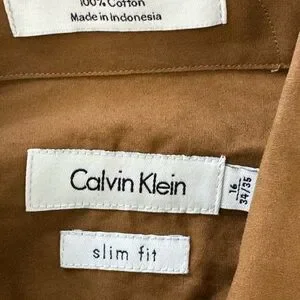 100% Cotton
Made in Indonesia
Calvin Klein
16
34/35
slim fit